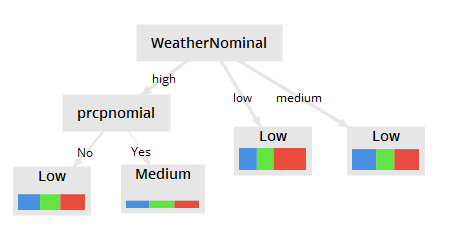 WeatherNominal
high
low
medium
prcpnomial
No
Yes
Low
Low
Low
Medium